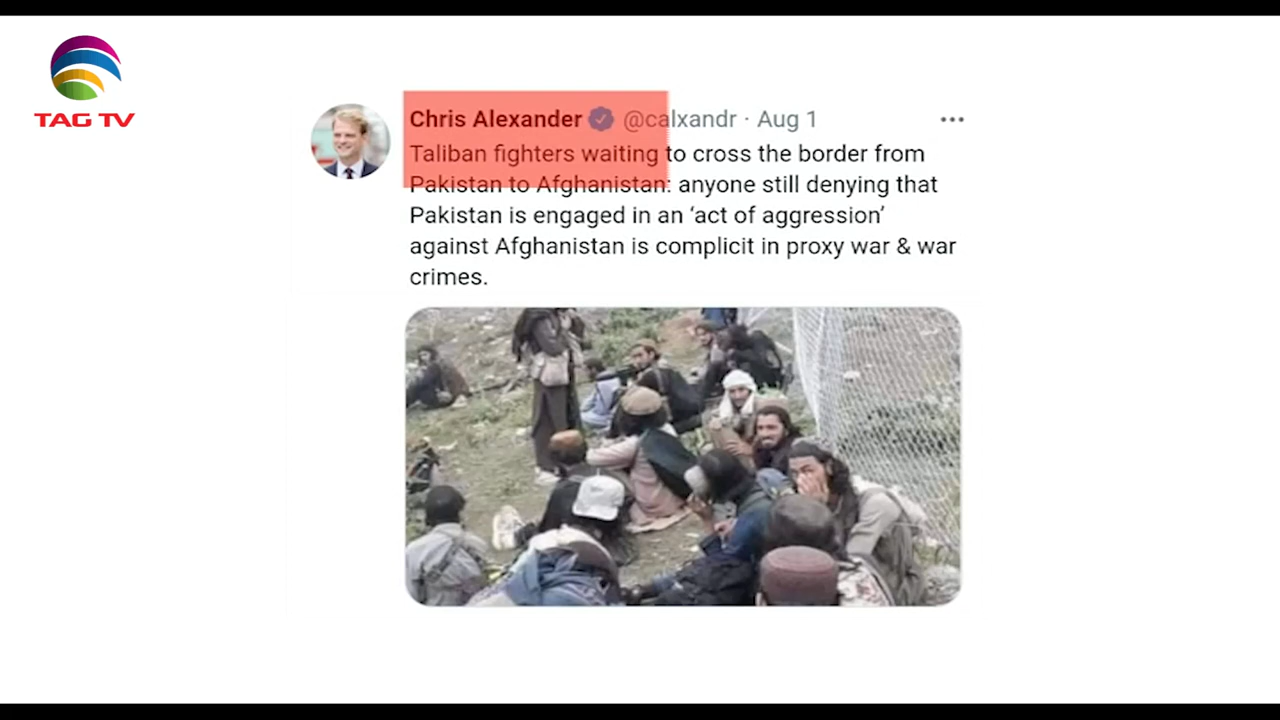 TAG TV
Chris Alexander @calxandr · Aug 1
Taliban fighters waiting to cross the border from
Pakistan to Afghanistan: anyone still denying that
Pakistan is engaged in an ‘act of aggression’
against Afghanistan is complicit in proxy war & war
crimes.